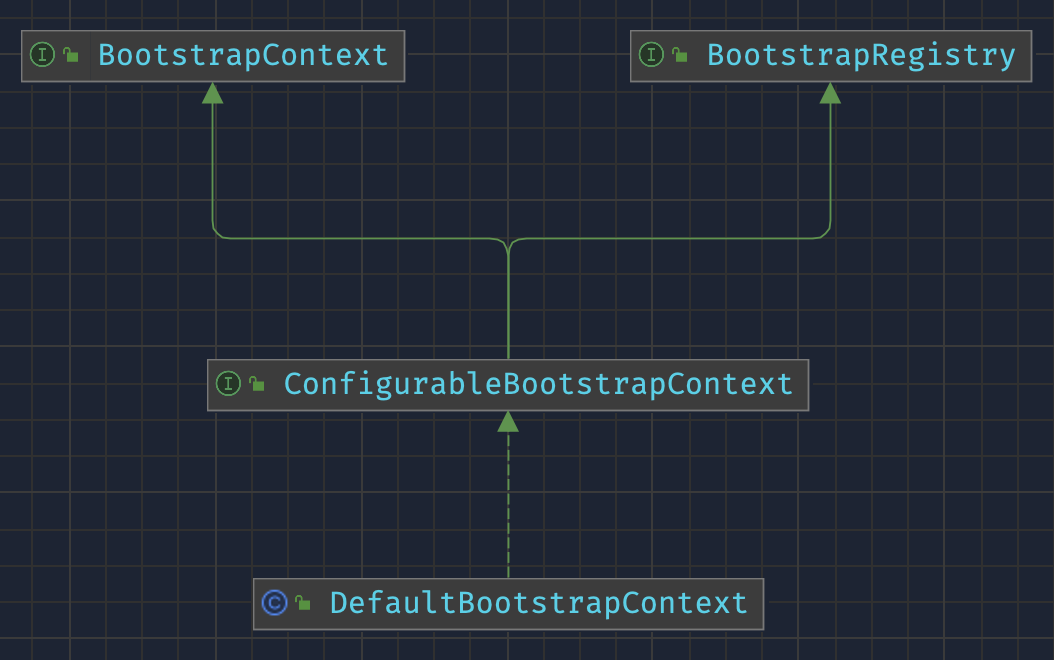 I BootstrapContext
I BootstrapRegistry
I ConfigurableBootstrapContext
C DefaultBootstrapContext